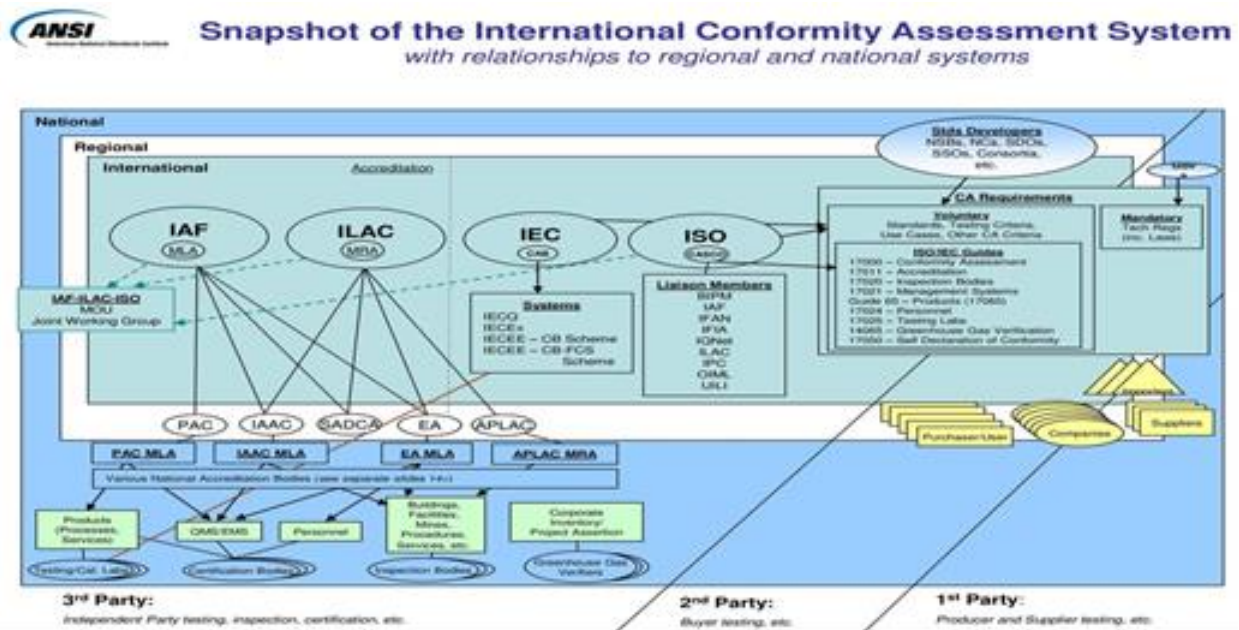 ANSI
American National Standards Institute
Snapshot of the International Conformity Assessment System
with relationships to regional and national systems
National
Regional
International
Accreditation
Stds Developers
NSBs, NCs, SDOs,
SSOs, Consortia,
etc.
IAF
MLA
ILAC
MRA
IEC
CAB
ISO
CASCO
CA Requirements
Voluntary
Standards, Testing Criteria,
Use Cases, Other CA Criteria
Mandatory
Tech Regs
(inc. Laws)
ISO/IEC Guides
17000 – Conformity Assessment
17011 – Accreditation
17020 – Inspection Bodies
17021 – Management Systems
Guide 65 – Products (17065)
17024 – Personnel
17025 – Testing Labs
14065 – Greenhouse Gas Verification
17050 – Self Declaration of Conformity
IAF-ILAC-ISO
MOU
Joint Working Group
Systems
IECQ
IECEx
IECEE – CB Scheme
IECEE – CB-FCS
Scheme
Liaison Members
BIPM
IAF
IFAN
IFIA
IQNet
ILAC
IPC
OIML
UILI
PAC
IAAC
SADCA
EA
APLAC
PAC MLA
IAAC MLA
EA MLA
APLAC MRA
Various National Accreditation Bodies (see separate slides
Purchaser/User
Companies
Suppliers
Products
(Processes,
Services)
QMS/EMS
Personnel
Buildings,
Facilities,
Mines,
Procedures,
Services, etc.
Corporate
Inventory/
Project Assertion
Testing/Cal. Labs
Certification Bodies
Inspection Bodies
Greenhouse Gas
Verifiers
3rd Party:
Independent Party testing, inspection, certification, etc.
2nd Party:
Buyer testing, etc.
1st Party:
Producer and Supplier testing, etc.